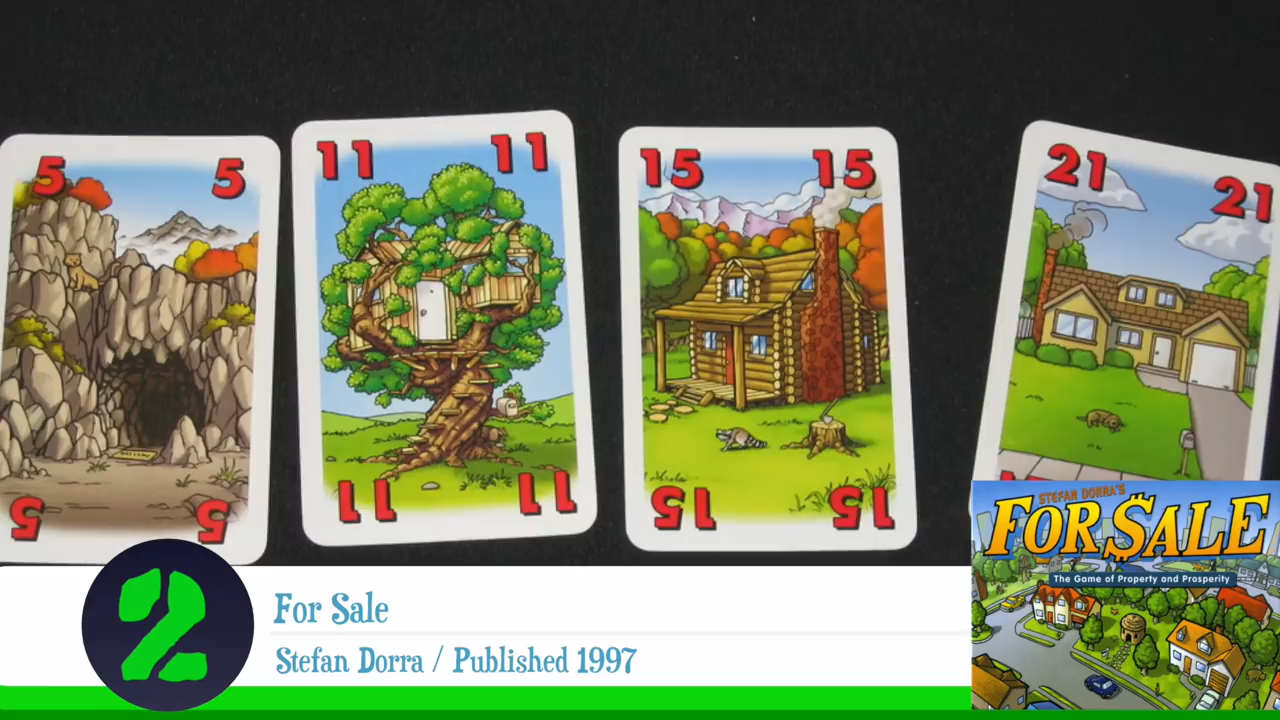 5 5
11 11
15 15
21 21
5 5
11 11
15 15
2
For Sale
Stefan Dorra / Published 1997
STEFAN DORRA'S
FOR $ALE
The Game of Property and Prosperity